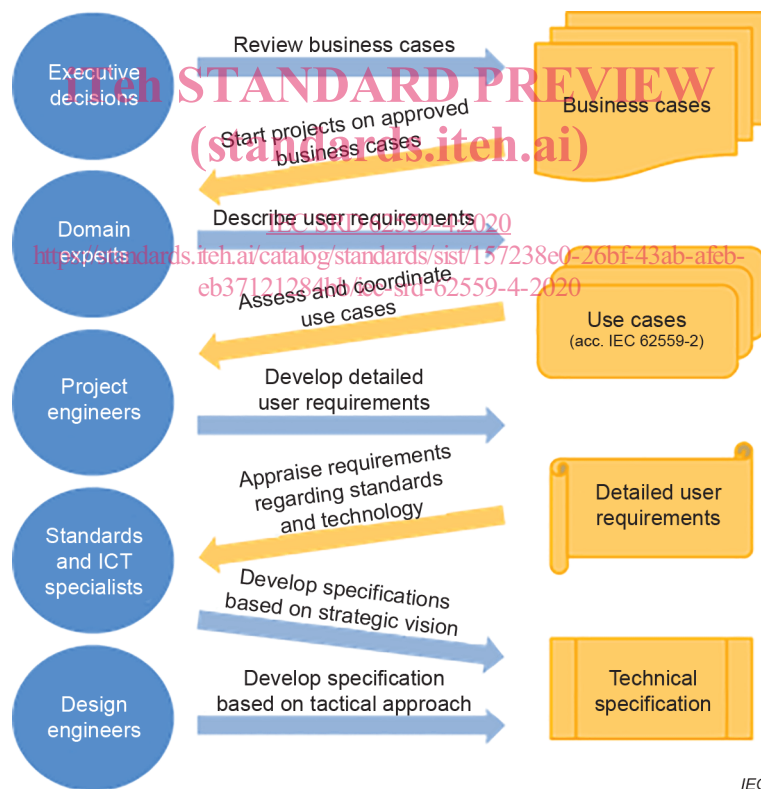 Executive
decisions
Review business cases
Business cases
iTeh STANDARD PREVIEW
(standards.iteh.ai)
Start projects on approved
business cases
Domain
experts
Describe user requirements
IEC SRD 62559-4:2020
https://standards.iteh.ai/catalog/standards/sist/157238e0-26bf-43ab-afeb-
eb37121284bb/iec-srd-62559-4-2020
Assess and coordinate
use cases
Use cases
(acc. IEC 62559-2)
Project
engineers
Develop detailed
user requirements
Appraise requirements
regarding standards
and technology
Detailed user
requirements
Standards
and ICT
specialists
Develop specifications
based on strategic vision
Design
engineers
Develop specification
based on tactical approach
Technical
specification
IEC